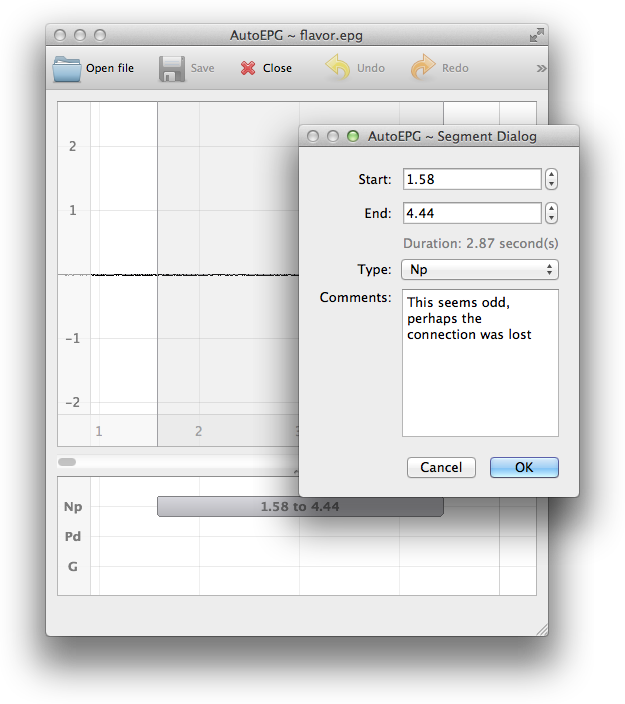 AutoEPG ~ flavor.epg
Open file
Save
Close
Undo
Redo
»
2
1
-1
-2
1
2
AutoEPG ~ Segment Dialog
Start:
1.58
End:
4.44
Duration: 2.87 second(s)
Type:
Np
Comments:
This seems odd,
perhaps the
connection was lost
Cancel
OK
Np
1.58 to 4.44
Pd
G